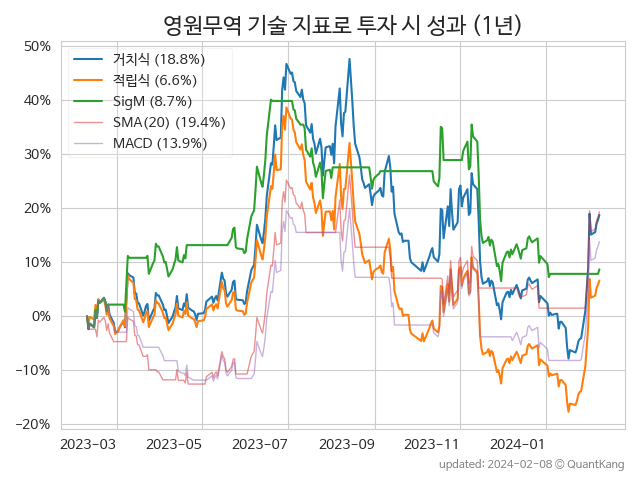 영원무역 기술 지표로 투자 시 성과 (1년)
50%
40%
30%
20%
10%
0%
−10%
−20%
거치식 (18.8%)
적립식 (6.6%)
SigM (8.7%)
SMA(20) (19.4%)
MACD (13.9%)
2023-03 2023-05 2023-07 2023-09 2023-11 2024-01
updated: 2024-02-08 © QuantKang